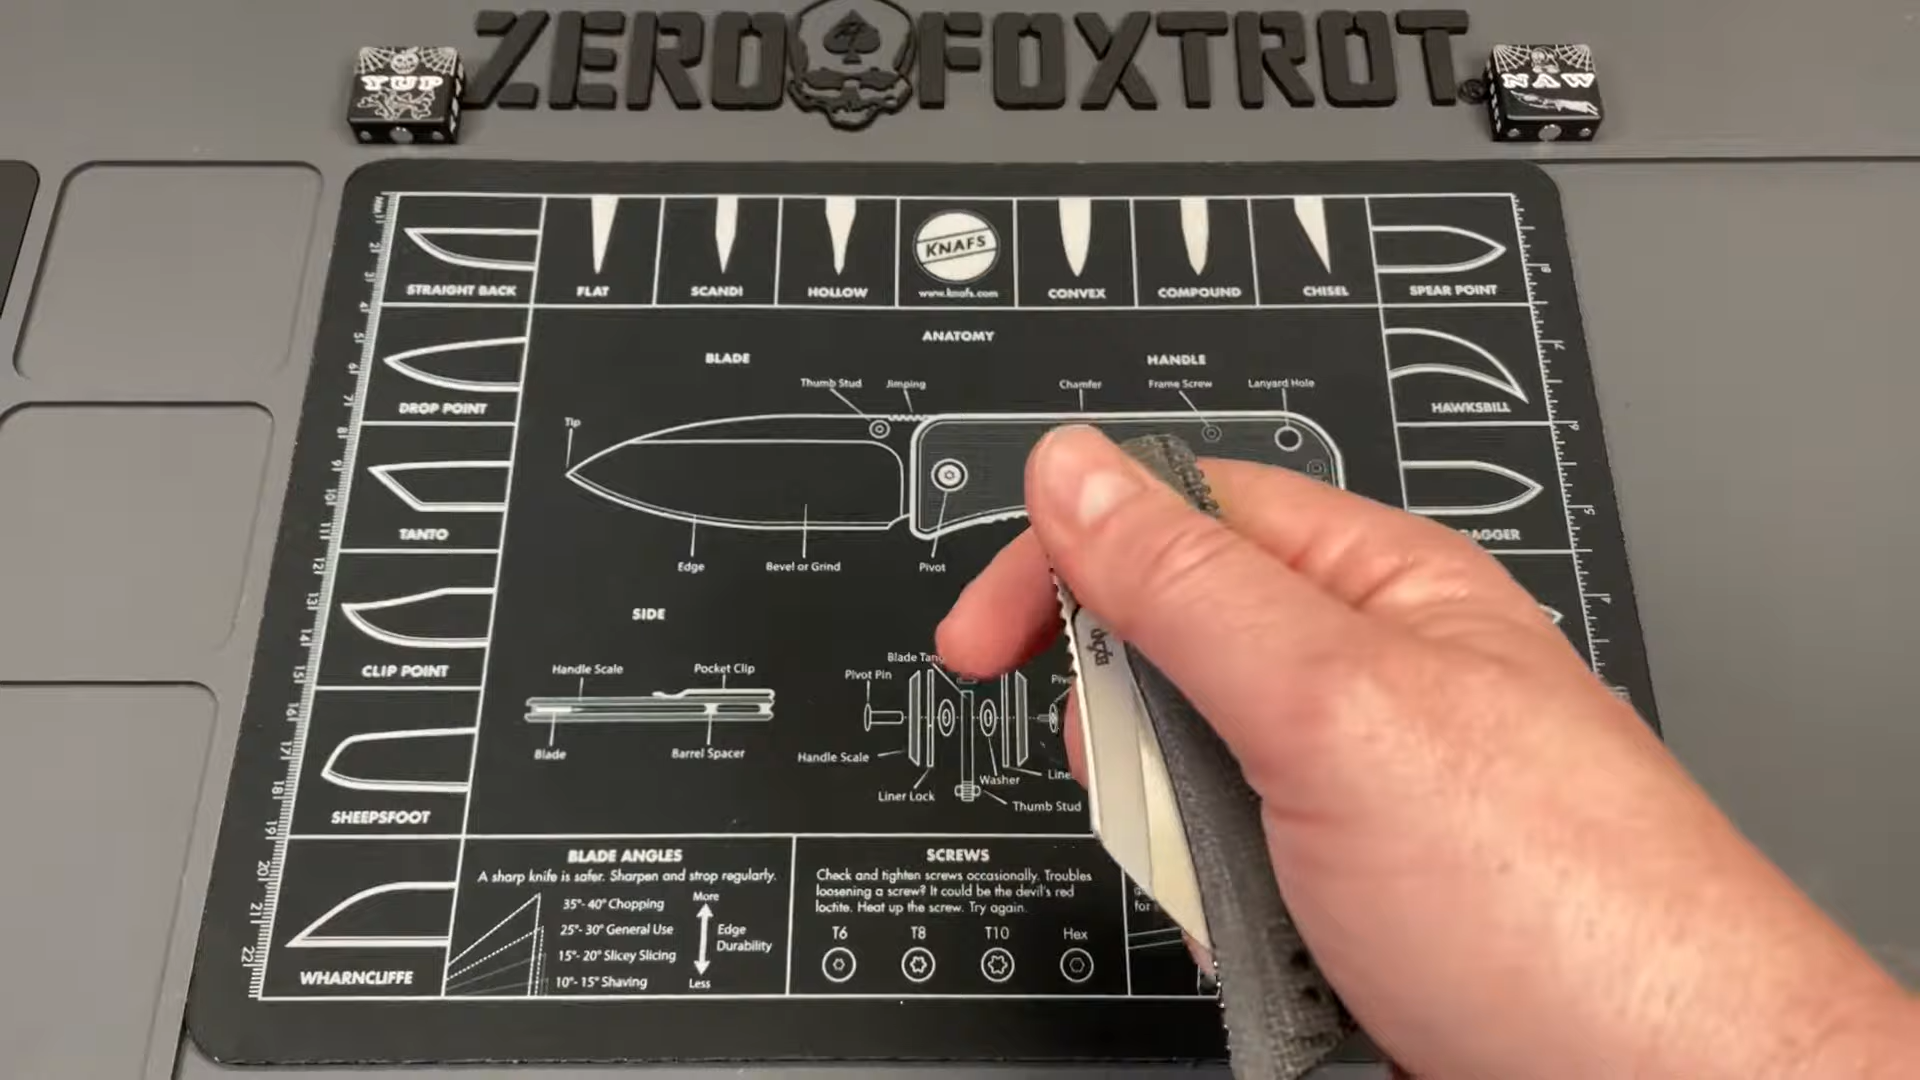 ZERO FOXTROT
YUP
NAW
STRAIGHT BACK
FLAT
SCANDI
HOLLOW
KNAFS
www.knafs.com
CONVEX
COMPOUND
CHISEL
SPEAR POINT
ANATOMY
BLADE
HANDLE
Thumb Stud
Jimping
Chamfer
Frame Screw
Lanyard Hole
DROP POINT
HAWKSBILL
Tip
TANTO
Edge
Bevel or Grind
Pivot
SIDE
CLIP POINT
Handle Scale
Pocket Clip
Blade
Barrel Spacer
Pivot Pin
Handle Scale
Liner Lock
Washer
Thumb Stud
SHEEPSFOOT
WHARNCLIFFE
BLADE ANGLES
A sharp knife is safer. Sharpen and strop regularly.
35°- 40° Chopping
25°- 30° General Use
15°- 20° Slicey Slicing
10°- 15° Shaving
More
Edge
Durability
Less
SCREWS
Check and tighten screws occasionally. Troubles
loosening a screw? It could be the devil's red
loctite. Heat up the screw. Try again.
T6 T8 T10 Hex